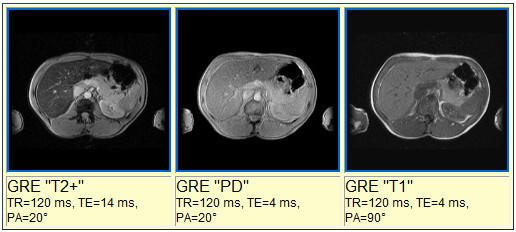 GRE "T2+"
TR=120 ms, TE=14 ms,
PA=20°
GRE "PD"
TR=120 ms, TE=4 ms,
PA=20°
GRE "T1"
TR=120 ms, TE=4 ms,
PA=90°